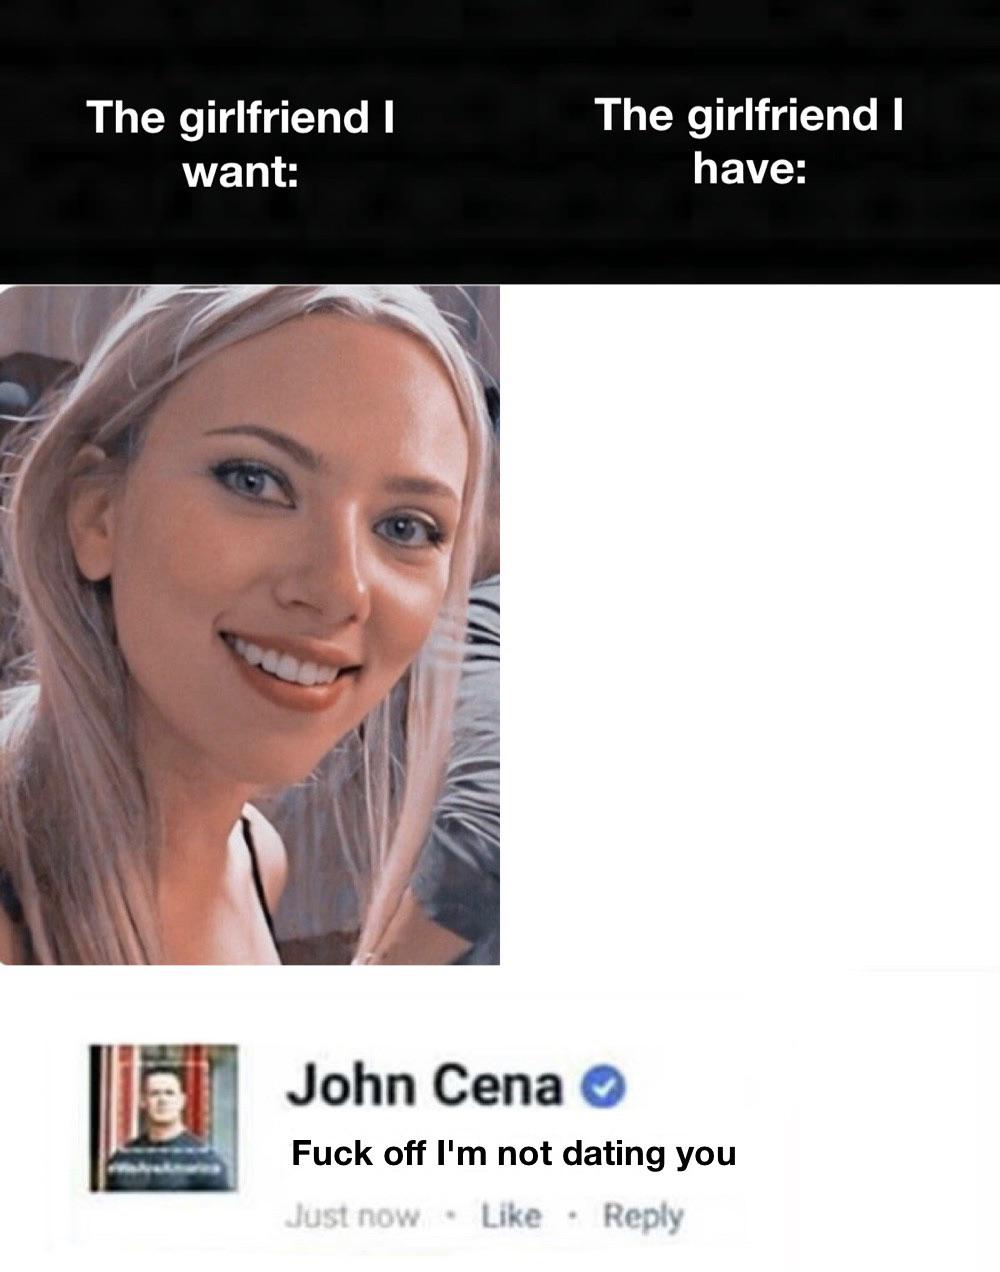 The girlfriend I
want:
The girlfriend I
have:
John Cena
Fuck off I'm not dating you
Just now · Like · Reply